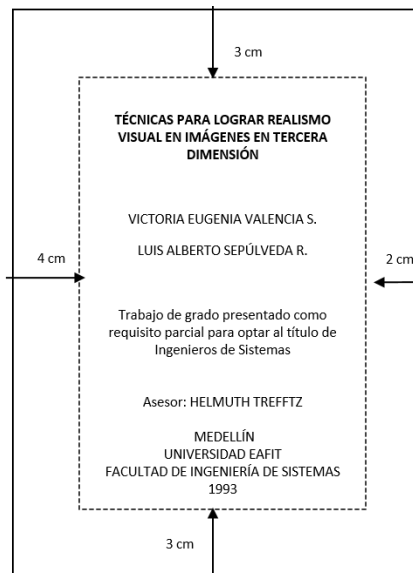 3 cm
TÉCNICAS PARA LOGRAR REALISMO
VISUAL EN IMÁGENES EN TERCERA
DIMENSIÓN
VICTORIA EUGENIA VALENCIA S.
LUIS ALBERTO SEPÚLVEDA R.
4 cm
2 cm
Trabajo de grado presentado como
requisito parcial para optar al título de
Ingenieros de Sistemas
Asesor: HELMUTH TREFFTZ
MEDELLÍN
UNIVERSIDAD EAFIT
FACULTAD DE INGENIERÍA DE SISTEMAS
1993
3 cm